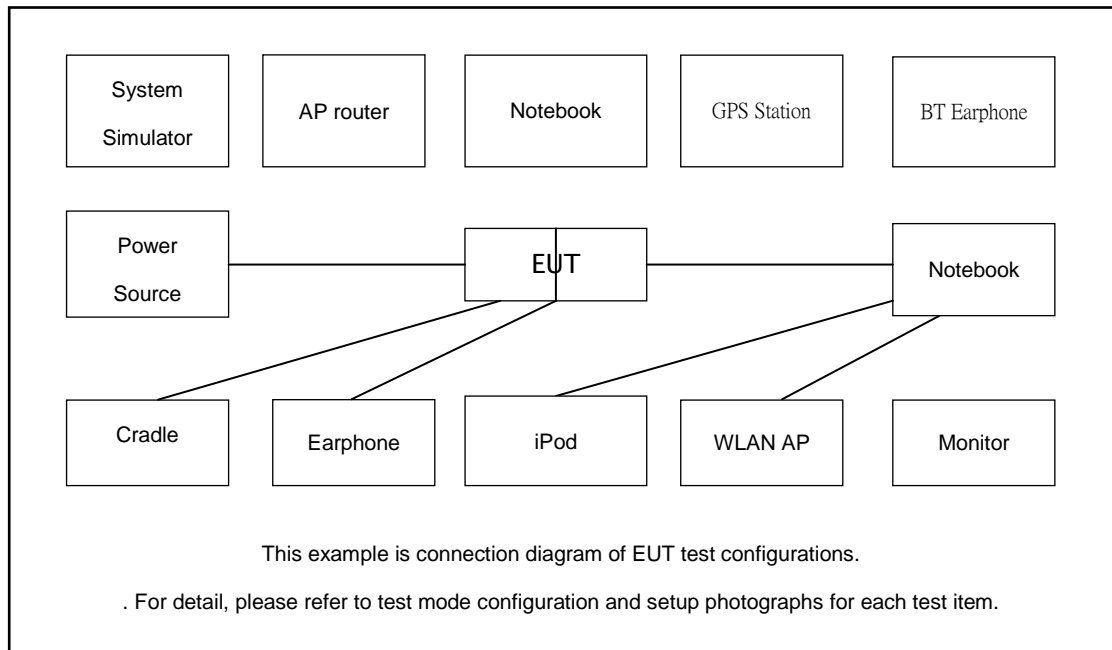 System
Simulator
AP router
Notebook
GPS Station
BT Earphone
Power
Source
EUT
Notebook
Cradle
Earphone
iPod
WLAN AP
Monitor
This example is connection diagram of EUT test configurations.
. For detail, please refer to test mode configuration and setup photographs for each test item.